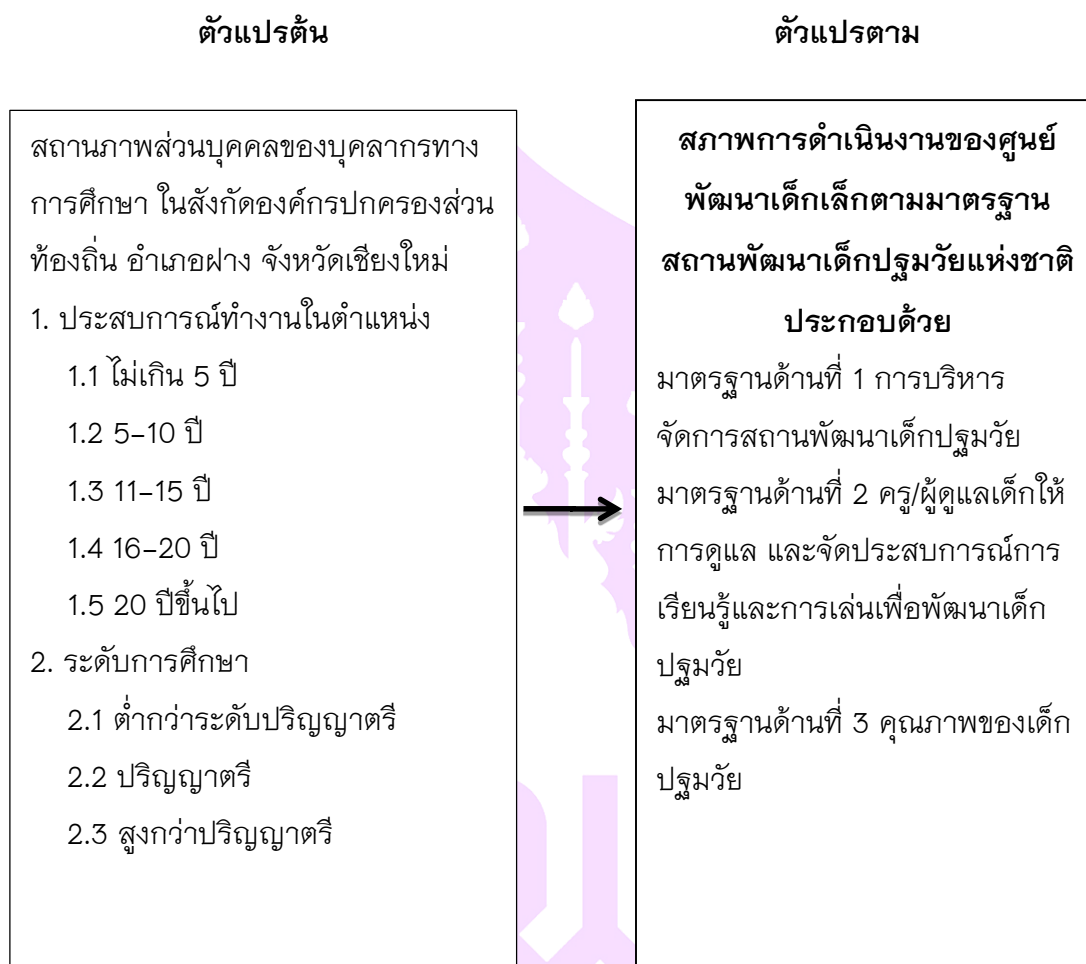 ตัวแปรต้น
ตัวแปรตาม
สถานภาพส่วนบุคคลของบุคลากรทาง
การศึกษา ในสังกัดองค์กรปกครองส่วน
ท้องถิ่น อำเภอฝาง จังหวัดเชียงใหม่
1. ประสบการณ์ทำงานในตำแหน่ง
1.1 ไม่เกิน 5 ปี
1.2 5-10 ปี
1.3 11-15 ปี
1.4 16-20 ปี
1.5 20 ปีขึ้นไป
2. ระดับการศึกษา
2.1 ต่ำกว่าระดับปริญญาตรี
2.2 ปริญญาตรี
2.3 สูงกว่าปริญญาตรี
สภาพการดำเนินงานของศูนย์
พัฒนาเด็กเล็กตามมาตรฐาน
สถานพัฒนาเด็กปฐมวัยแห่งชาติ
ประกอบด้วย
มาตรฐานด้านที่ 1 การบริหาร
จัดการสถานพัฒนาเด็กปฐมวัย
มาตรฐานด้านที่ 2 ครู/ผู้ดูแลเด็กให้
การดูแล และจัดประสบการณ์การ
เรียนรู้และการเล่นเพื่อพัฒนาเด็ก
ปฐมวัย
มาตรฐานด้านที่ 3 คุณภาพของเด็ก
ปฐมวัย